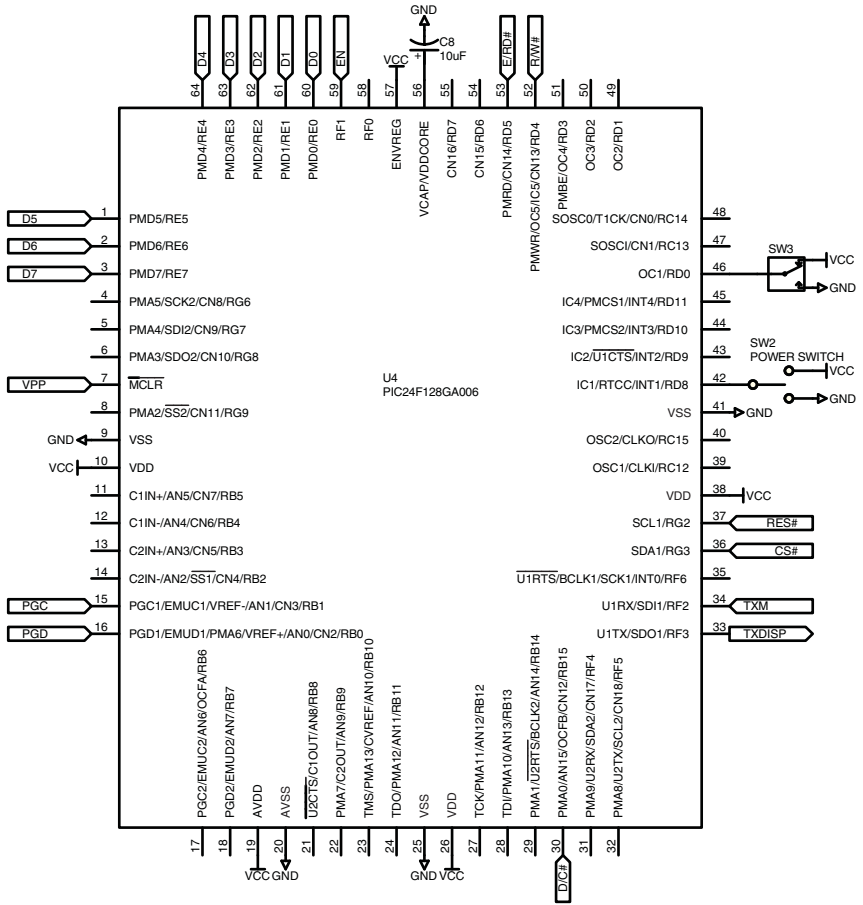 GND
C8
10uF
+
VCC
D4
D3
D2
D1
D0
EN
E/RD#
R/W#
64
63
62
61
60
59
58
57
56
55
54
53
52
51
50
49
PMD4/RE4
PMD3/RE3
PMD2/RE2
PMD1/RE1
PMD0/RE0
RF1
RF0
ENVREG
VCAP/VDDCORE
CN16/RD7
CN15/RD6
PMRD/CN14/RD5
PMWR/OC5/IC5/CN13/RD4
PMBE/OC4/RD3
OC3/RD2
OC2/RD1
D5 1 PMD5/RE5
D6 2 PMD6/RE6
D7 3 PMD7/RE7
4 PMA5/SCK2/CN8/RG6
5 PMA4/SDI2/CN9/RG7
6 PMA3/SDO2/CN10/RG8
VPP 7 MCLR
8 PMA2/SS2/CN11/RG9
GND 9 VSS
VCC 10 VDD
11 C1IN+/AN5/CN7/RB5
12 C1IN-/AN4/CN6/RB4
13 C2IN+/AN3/CN5/RB3
14 C2IN-/AN2/SS1/CN4/RB2
PGC 15 PGC1/EMUC1/VREF-/AN1/CN3/RB1
PGD 16 PGD1/EMUD1/PMA6/VREF+/AN0/CN2/RB0
U4
PIC24F128GA006
SOSC0/T1CK/CN0/RC14 48
SOSCI/CN1/RC13 47
SW3
OC1/RD0 46
VCC
GND
IC4/PMCS1/INT4/RD11 45
IC3/PMCS2/INT3/RD10 44
IC2/U1CTS/INT2/RD9 43
SW2
POWER SWITCH
IC1/RTCC/INT1/RD8 42
VCC
GND
VSS 41 GND
OSC2/CLKO/RC15 40
OSC1/CLKI/RC12 39
VDD 38 VCC
SCL1/RG2 37 RES#
SDA1/RG3 36 CS#
U1RTS/BCLK1/SCK1/INT0/RF6 35
U1RX/SDI1/RF2 34 TXM
U1TX/SDO1/RF3 33 TXDISP
PGC2/EMUC2/AN6/OCFA/RB6
PGD2/EMUD2/AN7/RB7
AVDD
AVSS
U2CTS/C1OUT/AN8/RB8
PMA7/C2OUT/AN9/RB9
TMS/PMA13/CVREF/AN10/RB10
TDO/PMA12/AN11/RB11
VSS
VDD
TCK/PMA11/AN12/RB12
TDI/PMA10/AN13/RB13
PMA1/U2RTS/BCLK2/AN14/RB14
PMA0/AN15/OCFB/CN12/RB15
PMA9/U2RX/SDA2/CN17/RF4
PMA8/U2TX/SCL2/CN18/RF5
17
18
19
20
21
22
23
24
25
26
27
28
29
30
31
32
VCC
GND
GND
VCC
D/C#